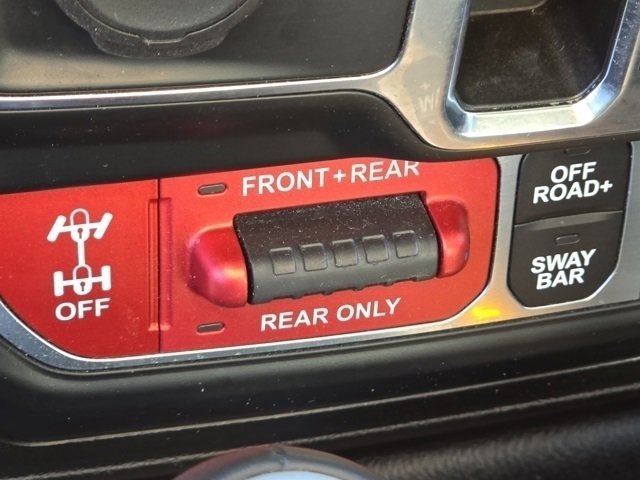 FRONT+REAR
OFF
REAR ONLY
OFF
ROAD+
SWAY
BAR